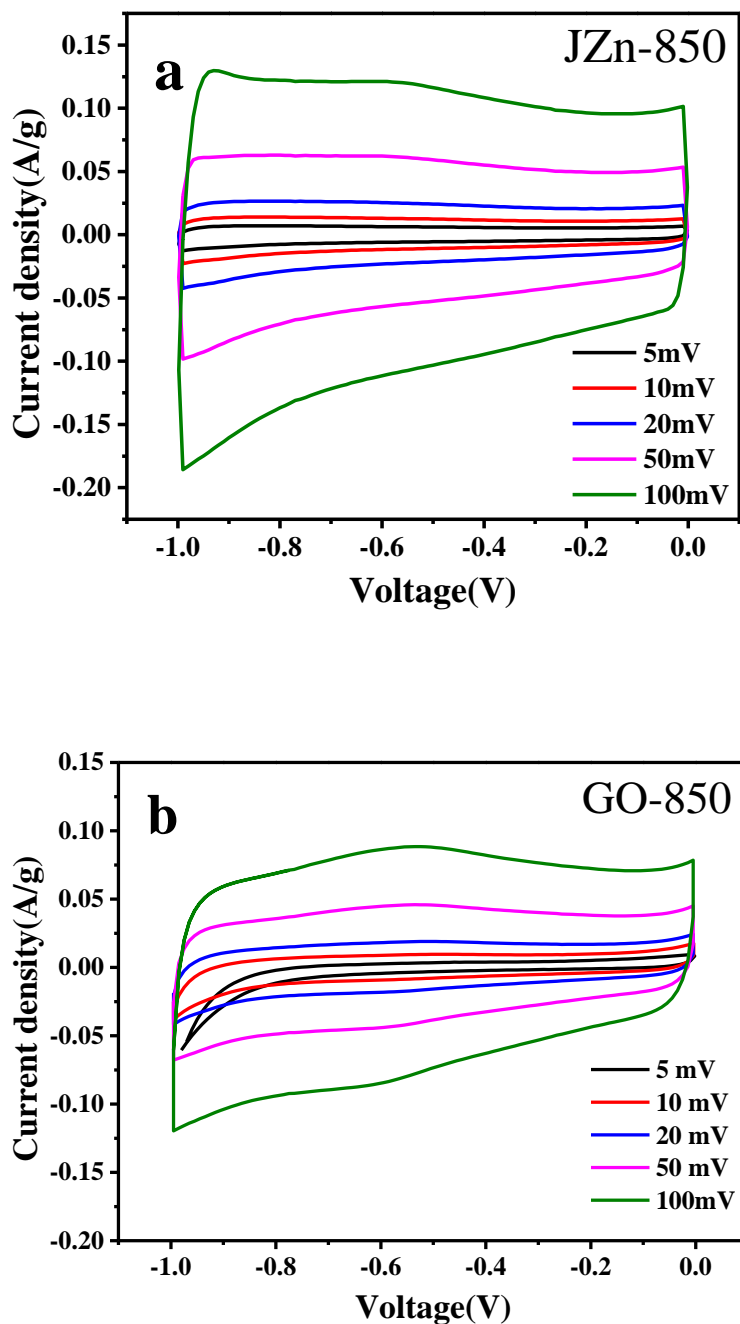 a
JZn-850
0.15
0.10
0.05
0.00
-0.05
-0.10
-0.15
-0.20
Current density(A/g)
5mV
10mV
20mV
50mV
100mV
-1.0 -0.8 -0.6 -0.4 -0.2 0.0
Voltage(V)
b
GO-850
0.15
0.10
0.05
0.00
-0.05
-0.10
-0.15
-0.20
Current density(A/g)
5 mV
10 mV
20 mV
50 mV
100mV
-1.0 -0.8 -0.6 -0.4 -0.2 0.0
Voltage(V)